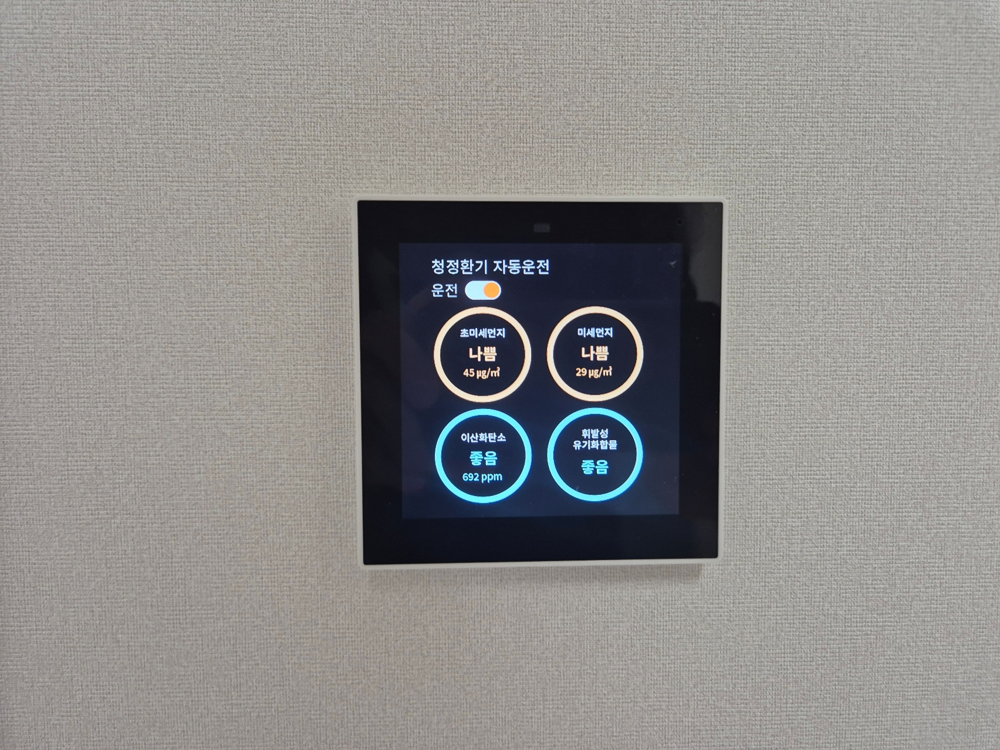 청정환기 자동운전
운전
초미세먼지
나쁨
45 ㎍/㎥
미세먼지
나쁨
29 ㎍/㎥
이산화탄소
좋음
692 ppm
휘발성
유기화합물
좋음